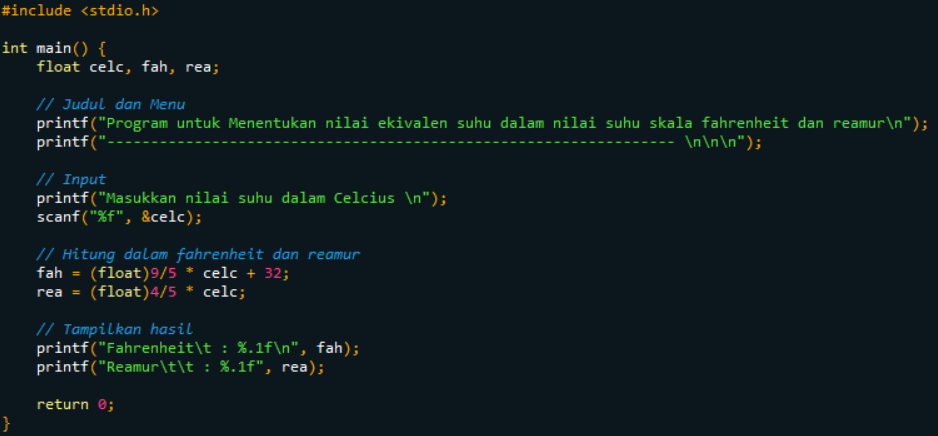 #include <stdio.h>
int main() {
float celc, fah, rea;
// Judul dan Menu
printf("Program untuk Menentukan nilai ekivalen suhu dalam nilai suhu skala fahrenheit dan reamur\n");
printf("----------------------------------------------------------------- \n\n\n");
// Input
printf("Masukkan nilai suhu dalam Celcius \n");
scanf("%f", &celc);
// Hitung dalam fahrenheit dan reamur
fah = (float)9/5 * celc + 32;
rea = (float)4/5 * celc;
// Tampilkan hasil
printf("Fahrenheit\t : %.1f\n", fah);
printf("Reamur\t\t : %.1f", rea);
return 0;
}